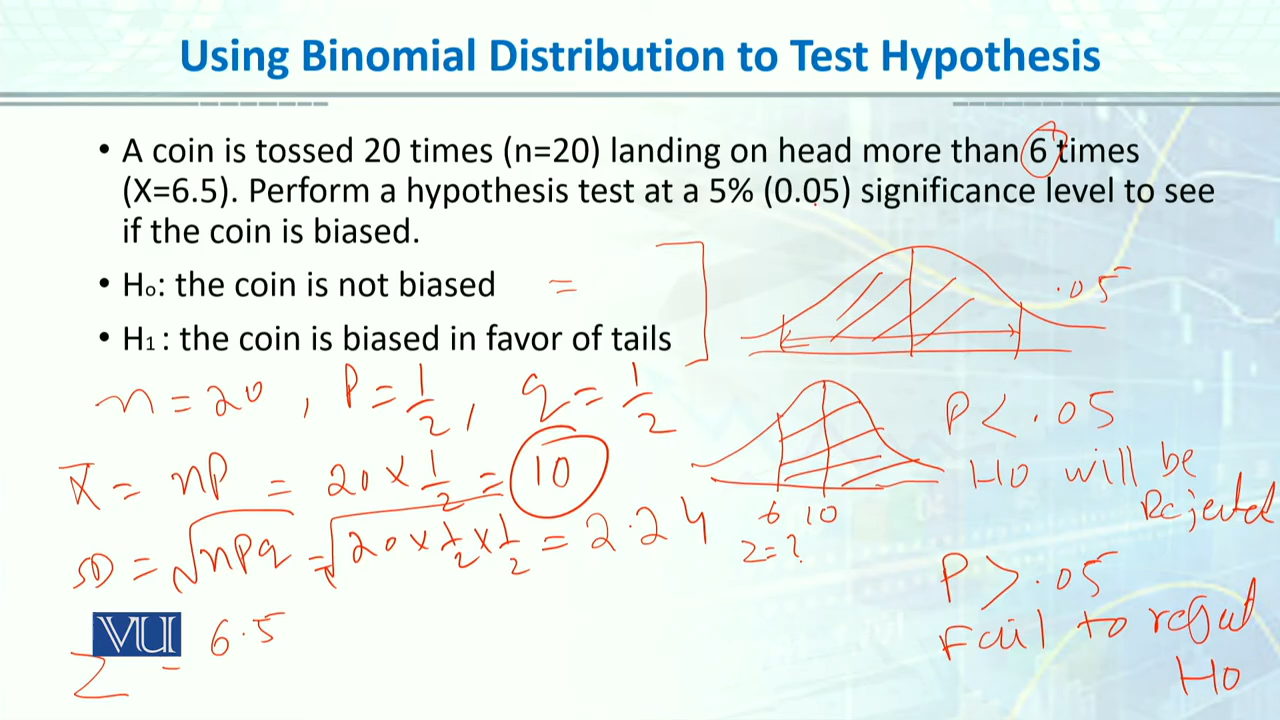 Using Binomial Distribution to Test Hypothesis
• A coin is tossed 20 times (n=20) landing on head more than 6 times
(X=6.5). Perform a hypothesis test at a 5% (0.05) significance level to see
if the coin is biased.
• H₀: the coin is not biased =
• H₁ : the coin is biased in favor of tails
.05
n = 20 , P = 1/2 , q = 1/2
X̄ = nP = 20 × 1/2 = 10
SD = √nPq = √20 × 1/2 × 1/2 = 2.24
VU
Z = 6.5
6 10
Z = ?
P < .05
H0 will be
Rejected
P > .05
Fail to reject
H0